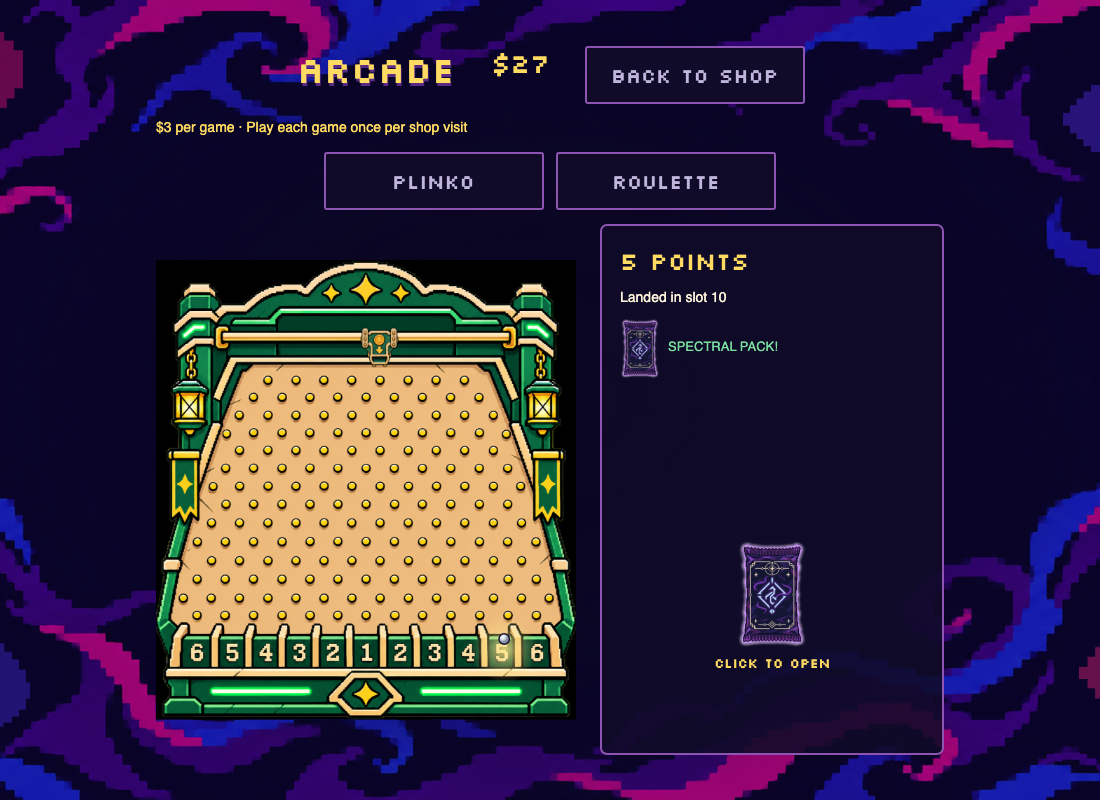 ARCADE
$27
BACK TO SHOP
$3 per game · Play each game once per shop visit
PLINKO
ROULETTE
5 POINTS
Landed in slot 10
SPECTRAL PACK!
CLICK TO OPEN
6 5 4 3 2 1 2 3 4 5 6